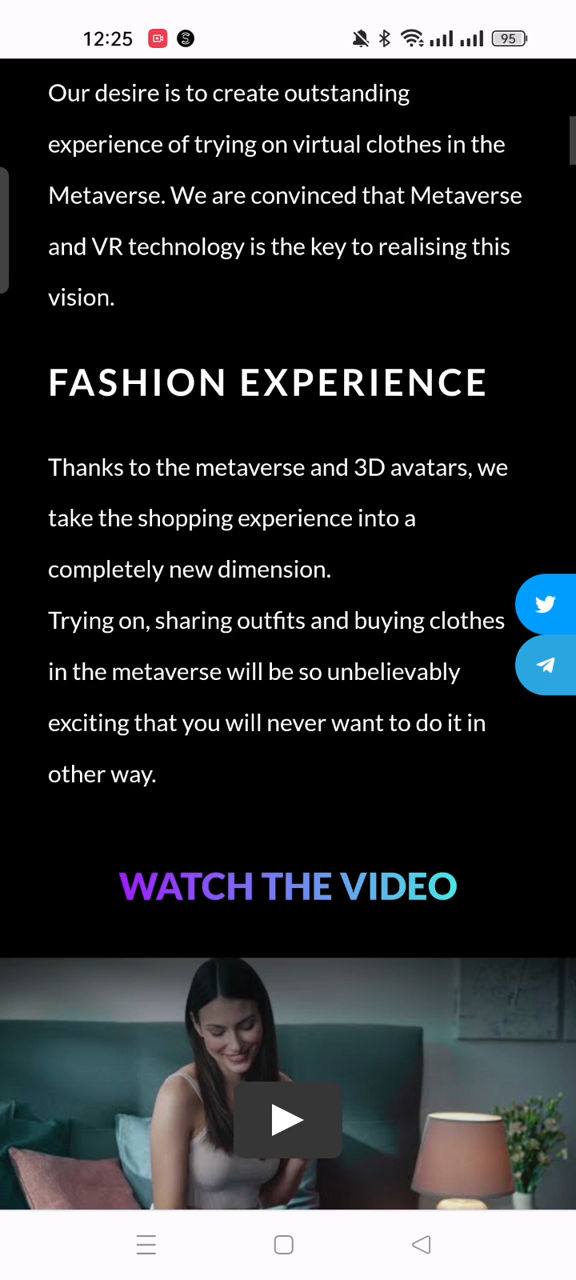 12:25
95
Our desire is to create outstanding
experience of trying on virtual clothes in the
Metaverse. We are convinced that Metaverse
and VR technology is the key to realising this
vision.
FASHION EXPERIENCE
Thanks to the metaverse and 3D avatars, we
take the shopping experience into a
completely new dimension.
Trying on, sharing outfits and buying clothes
in the metaverse will be so unbelievably
exciting that you will never want to do it in
other way.
WATCH THE VIDEO